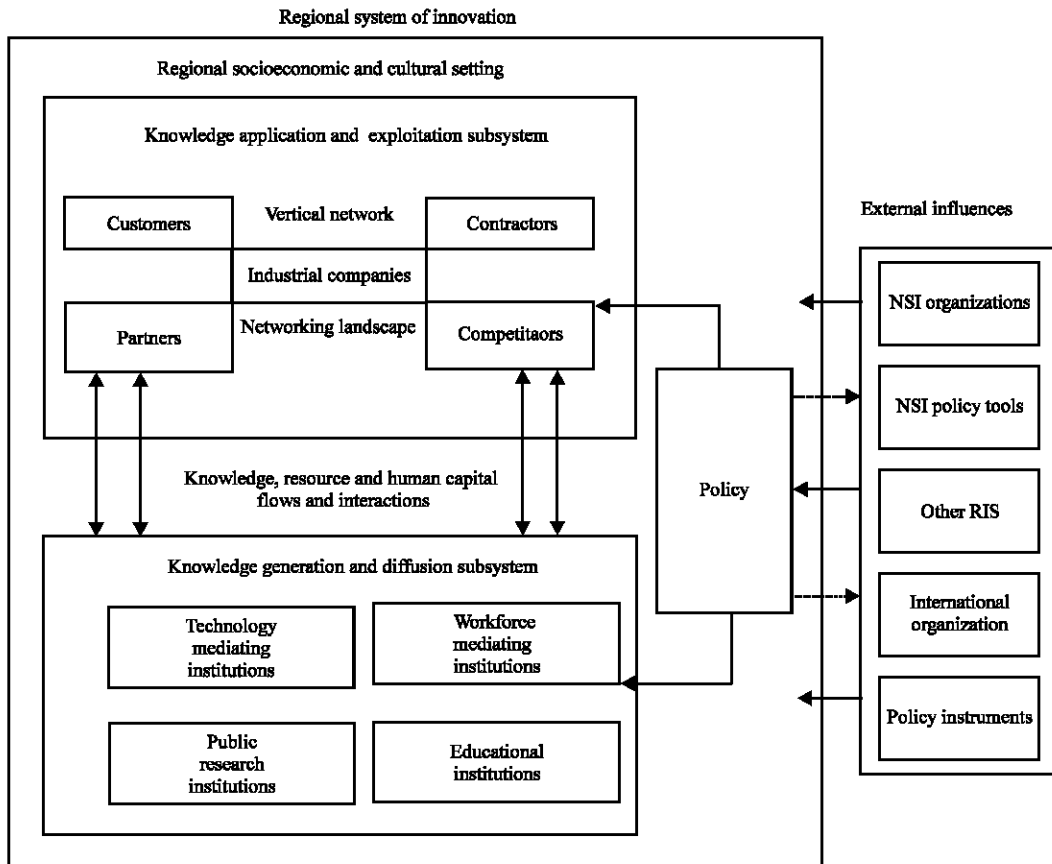 Regional system of innovation
Regional socioeconomic and cultural setting
Knowledge application and exploitation subsystem
Customers
Vertical network
Contractors
Industrial companies
Partners
Networking landscape
Competitaors
Knowledge, resource and human capital
flows and interactions
Knowledge generation and diffusion subsystem
Technology
mediating
institutions
Workforce
mediating
institutions
Public
research
institutions
Educational
institutions
Policy
External influences
NSI organizations
NSI policy tools
Other RIS
International
organization
Policy instruments